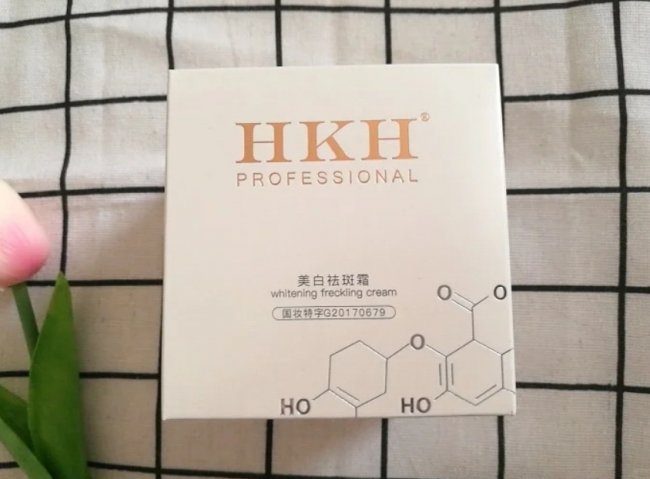 HKH®
PROFESSIONAL
美白祛斑霜
whitening freckling cream
国妆特字G20170679
O O
O
HO HO